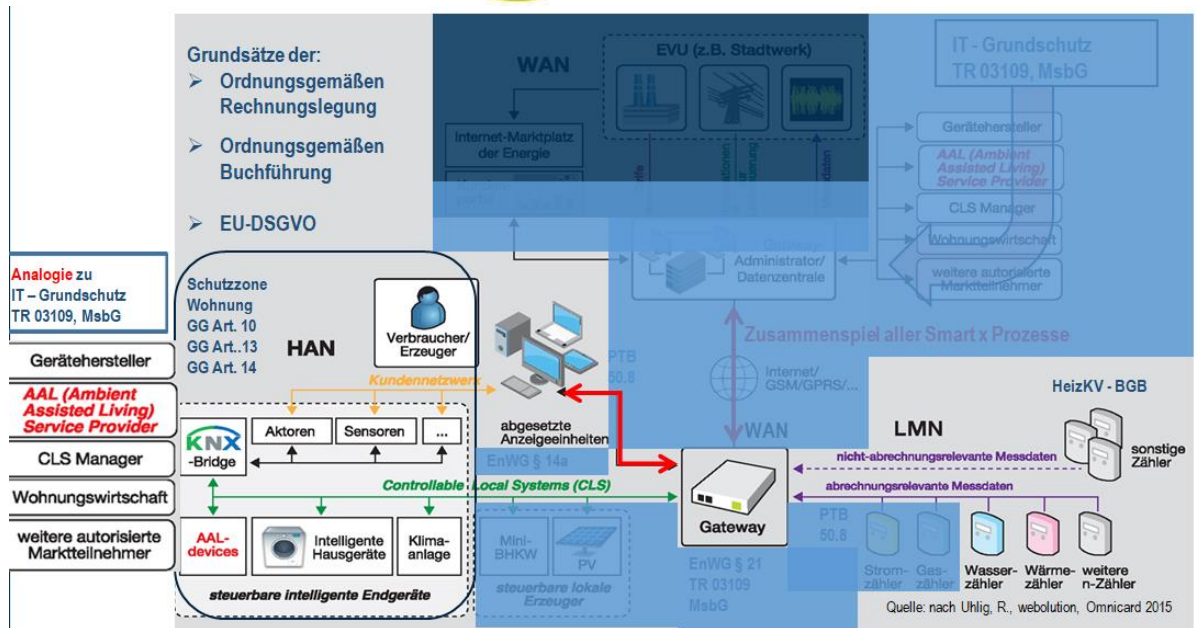 Grundsätze der:
➢ Ordnungsgemäßen
Rechnungslegung
➢ Ordnungsgemäßen
Buchführung
➢ EU-DSGVO
WAN
EVU (z.B. Stadtwerk)
Internet-Marktplatz
der Energie
IT - Grundschutz
TR 03109, MsbG
Gerätehersteller
AAL (Ambient
Assisted Living)
Service Provider
CLS Manager
Wohnungswirtschaft
weitere autorisierte
Marktteilnehmer
Gateway
Administrator/
Datenzentrale
Analogie zu
IT – Grundschutz
TR 03109, MsbG
Gerätehersteller
AAL (Ambient
Assisted Living)
Service Provider
CLS Manager
Wohnungswirtschaft
weitere autorisierte
Marktteilnehmer
Schutzzone
Wohnung
GG Art. 10
GG Art..13
GG Art. 14
HAN
Verbraucher/
Erzeuger
Kundennetzwerk
KNX
-Bridge
Aktoren
Sensoren
...
abgesetzte
Anzeigeeinheiten
EnWG § 14a
PTB
50.8
Zusammenspiel aller Smart x Prozesse
Internet/
GSM/GPRS/...
WAN
HeizKV - BGB
LMN
sonstige
Zähler
nicht-abrechnungsrelevante Messdaten
abrechnungsrelevante Messdaten
Controllable Local Systems (CLS)
Gateway
AAL-
devices
Intelligente
Hausgeräte
Klima-
anlage
steuerbare intelligente Endgeräte
Mini-
BHKW
PV
steuerbare lokale
Erzeuger
EnWG § 21
TR 03109
MsbG
PTB
50.8
Strom-
zähler
Gas-
zähler
Wasser-
zähler
Wärme-
zähler
weitere
n-Zähler
Quelle: nach Uhlig, R., webolution, Omnicard 2015